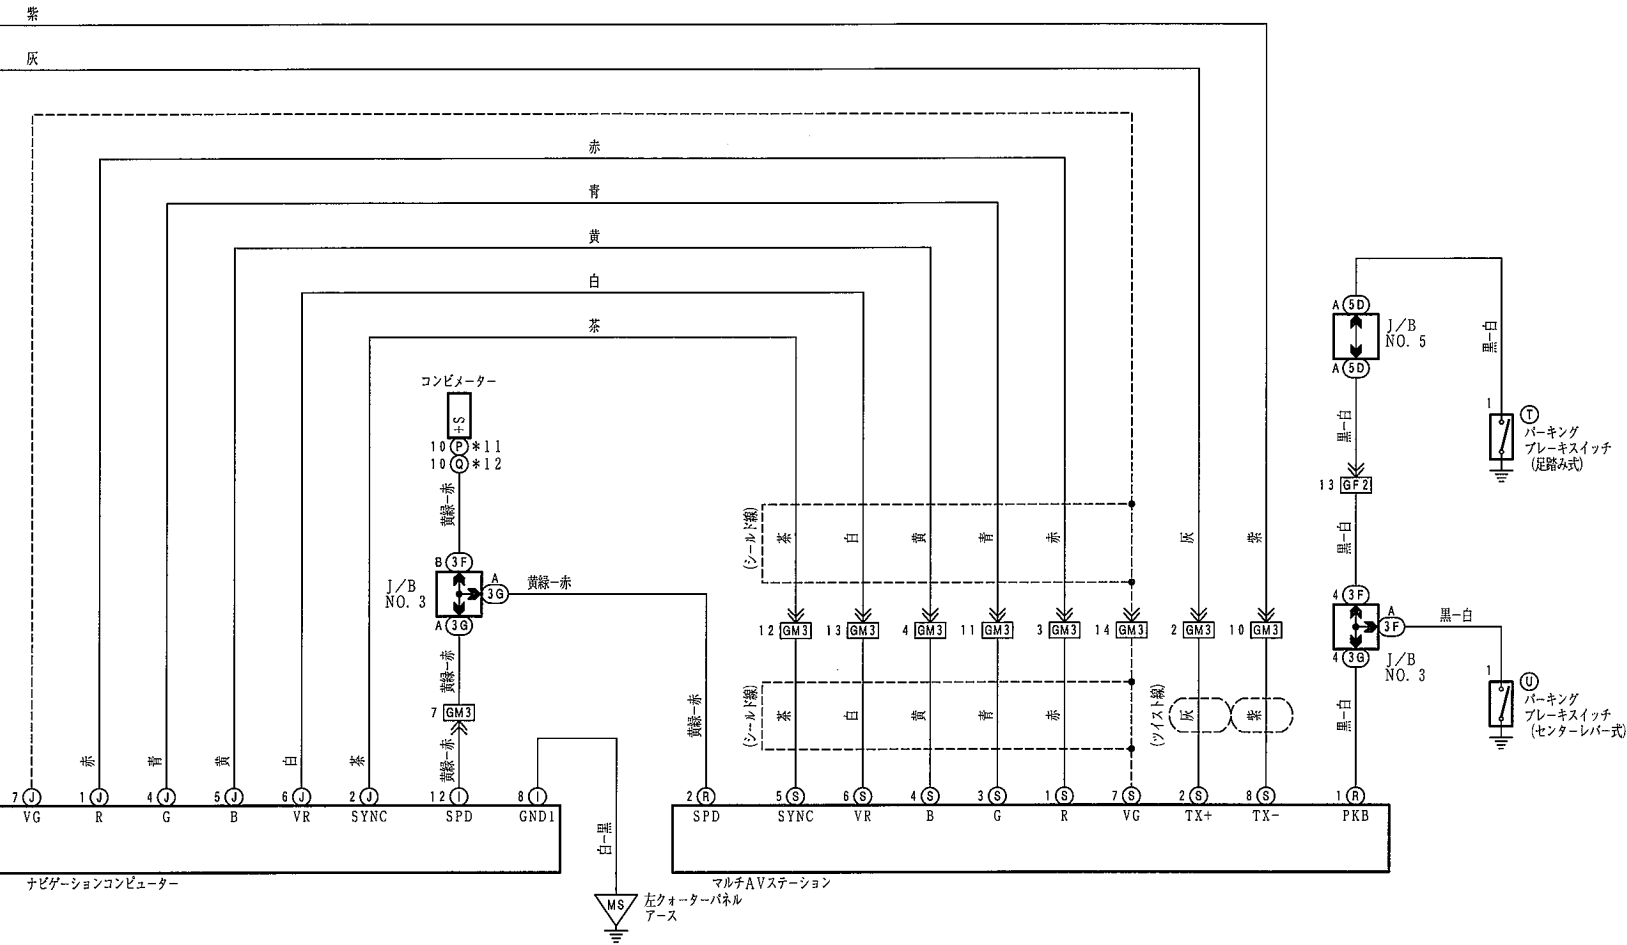 紫
灰
赤
青
黄
白
茶
コンビメーター
S+
10 P *11
10 Q *12
黄緑ー赤
B 3F
J/B
NO. 3
A
3G
黄緑ー赤
A 3G
黄緑ー赤
7 GM3
黄緑ー赤
黄緑ー赤
A 5D
J/B
NO. 5
A 5D
黒ー白
黒ー白
1
T
パーキング
ブレーキスイッチ
(足踏み式)
13 GF2
黒ー白
4 3F
A
3F
黒ー白
4 3G
J/B
NO. 3
黒ー白
1
U
パーキング
ブレーキスイッチ
(センターレバー式)
(シールド線)
茶 白 黄 青 赤 灰 紫
12 GM3 13 GM3 4 GM3 11 GM3 3 GM3 14 GM3 2 GM3 10 GM3
(シールド線)
茶 白 黄 青 赤
(ツイスト線)
灰 紫
赤 青 黄 白 茶
7 J 1 J 4 J 5 J 6 J 2 J 12 I 8 I
VG R G B VR SYNC SPD GND1
ナビゲーションコンピューター
白ー黒
MS
左クォーターパネル
アース
2 R 5 S 6 S 4 S 3 S 1 S 7 S 2 S 8 S 1 R
SPD SYNC VR B G R VG TX+ TX- PKB
マルチAVステーション